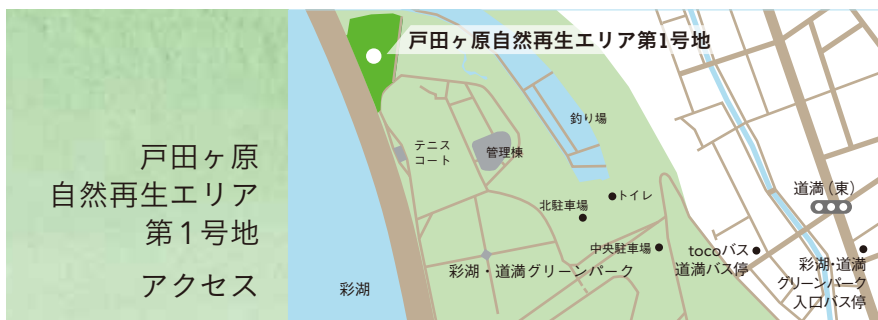 戸田ヶ原
自然再生エリア
第1号地
アクセス
戸田ヶ原自然再生エリア第1号地
釣り場
テニス
コート
管理棟
トイレ
北駐車場
道満(東)
中央駐車場
tocoバス
道満バス停
彩湖・道満グリーンパーク
彩湖・道満
グリーンパーク
入口バス停
彩湖